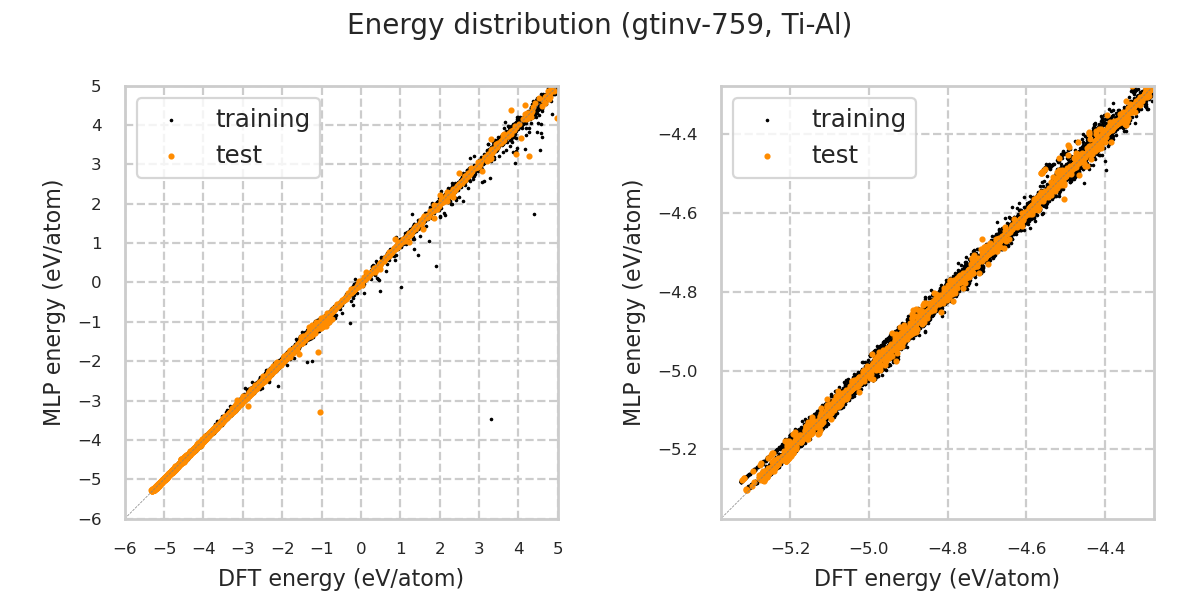 Energy distribution (gtinv-759, Ti-Al)
MLP energy (eV/atom)
5
4
3
2
1
0
−1
−2
−3
−4
−5
−6
training
test
−6 −5 −4 −3 −2 −1 0 1 2 3 4 5
DFT energy (eV/atom)
MLP energy (eV/atom)
−4.4
−4.6
−4.8
−5.0
−5.2
training
test
−5.2 −5.0 −4.8 −4.6 −4.4
DFT energy (eV/atom)